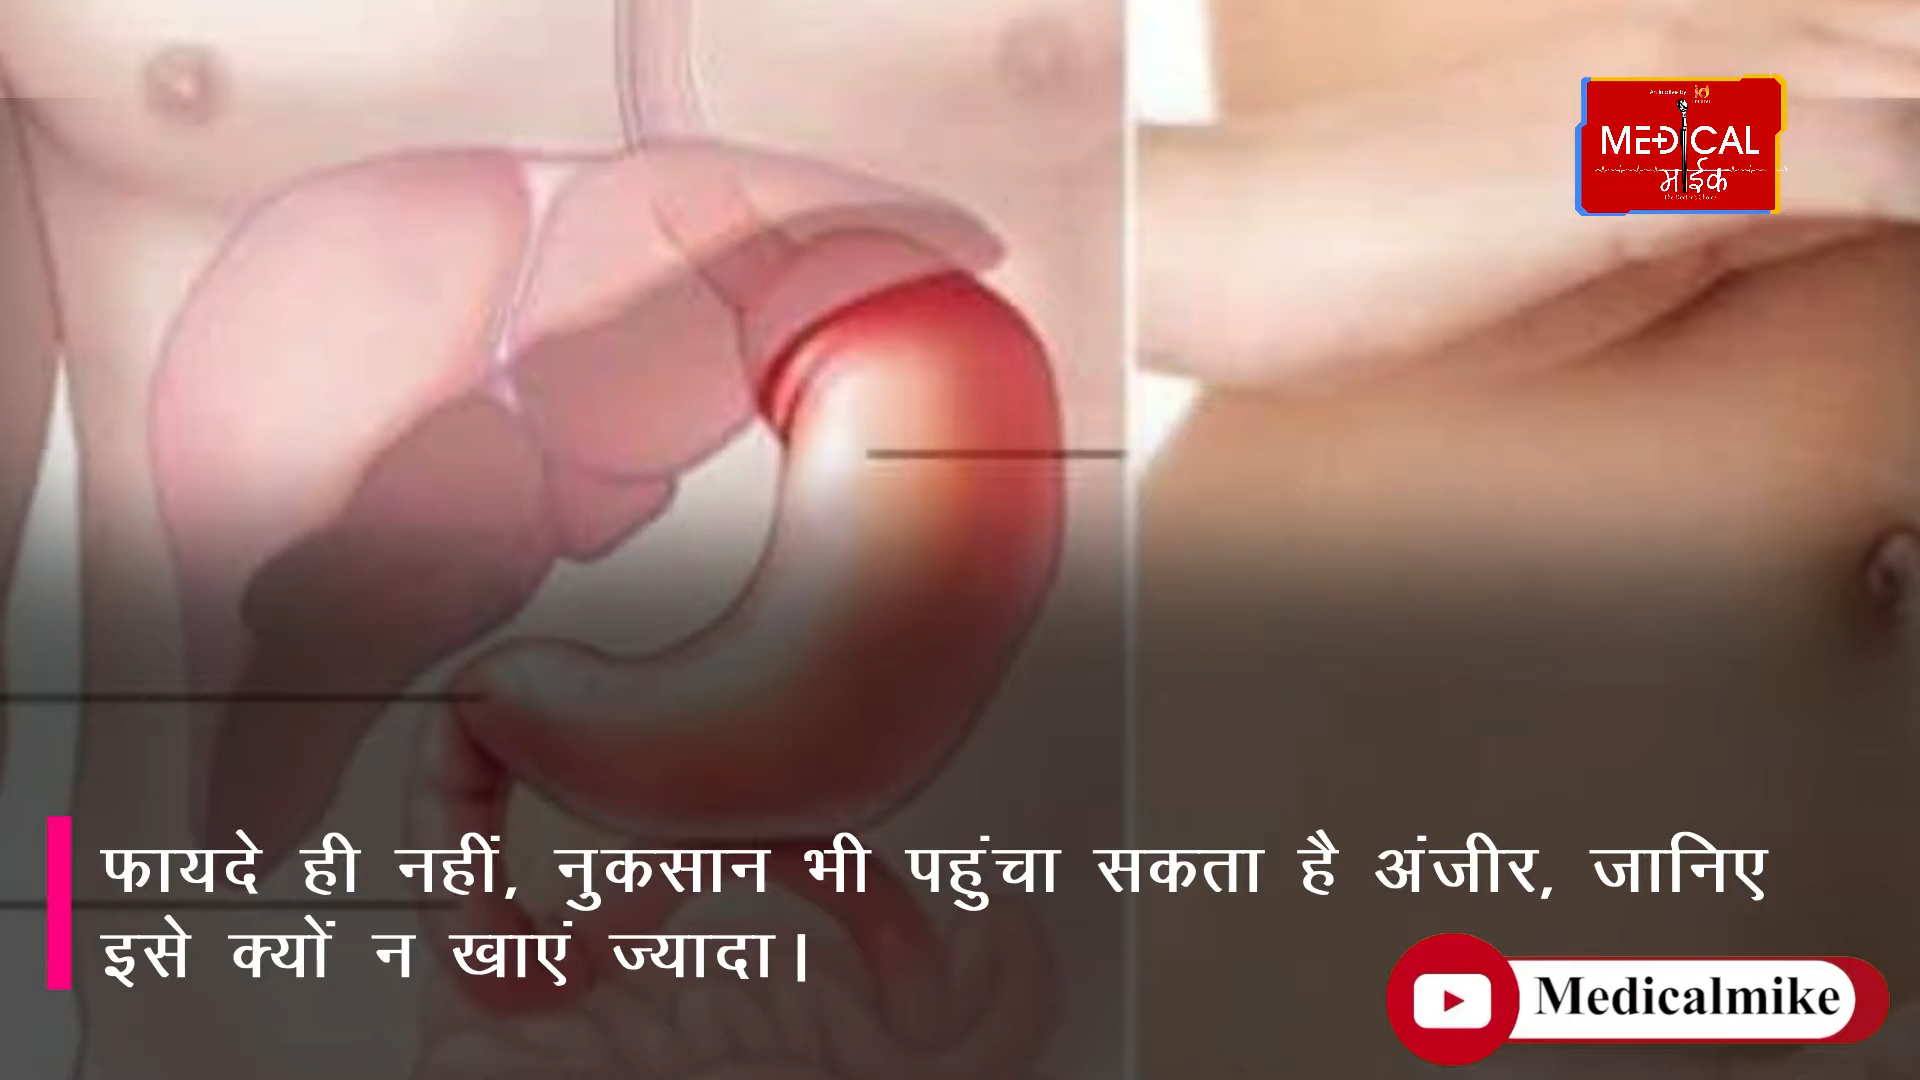 MEDICAL
माईक
फायदे ही नहीं, नुकसान भी पहुंचा सकता है अंजीर, जानिए
इसे क्यों न खाएं ज्यादा।
Medicalmike